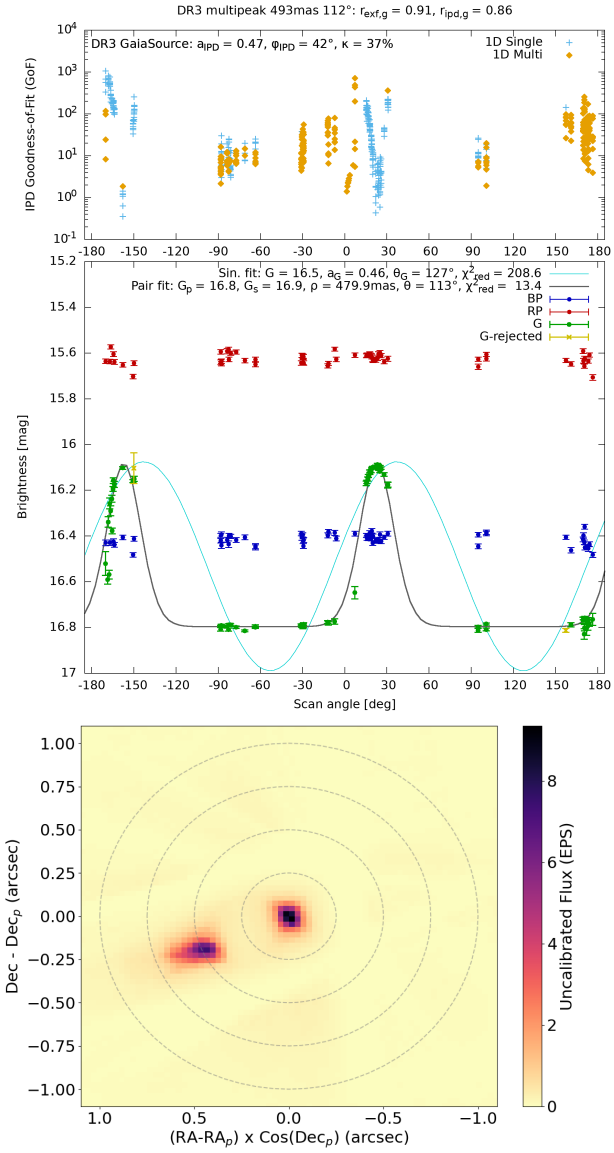 DR3 multipeak 493mas 112°: r_exf,g = 0.91, r_ipd,g = 0.86
DR3 GaiaSource: a_IPD = 0.47, φ_IPD = 42°, κ = 37%
1D Single
1D Multi
IPD Goodness-of-Fit (GoF)
10^4
10^3
10^2
10^1
10^0
10^-1
-180 -150 -120 -90 -60 -30 0 30 60 90 120 150 180
Sin. fit: G = 16.5, a_G = 0.46, θ_G = 127°, χ²_red = 208.6
Pair fit: G_p = 16.8, G_s = 16.9, ρ = 479.9mas, θ = 113°, χ²_red = 13.4
BP
RP
G
G-rejected
Brightness [mag]
15.2
15.4
15.6
15.8
16
16.2
16.4
16.6
16.8
17
-180 -150 -120 -90 -60 -30 0 30 60 90 120 150 180
Scan angle [deg]
Dec - Dec_p (arcsec)
1.00
0.75
0.50
0.25
0.00
−0.25
−0.50
−0.75
−1.00
1.0 0.5 0.0 −0.5 −1.0
(RA-RA_p) x Cos(Dec_p) (arcsec)
8
6
4
2
0
Uncalibrated Flux (EPS)